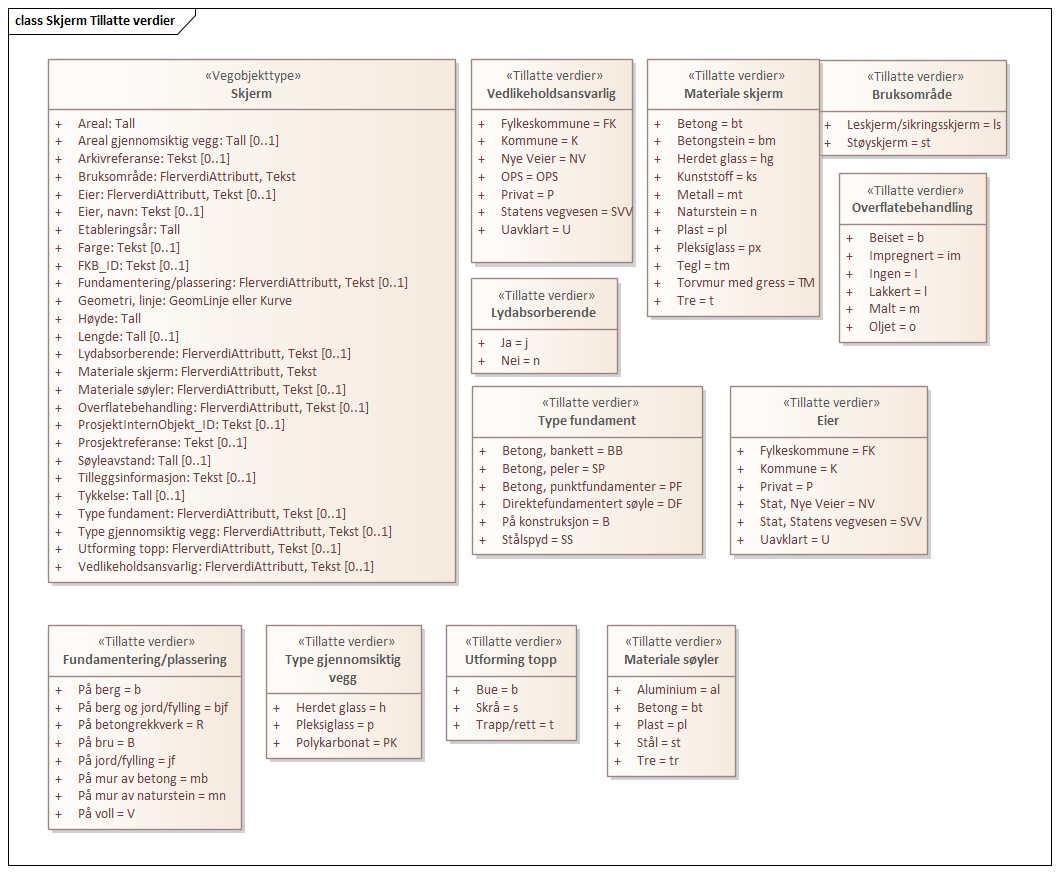 class Skjerm Tillatte verdier
«Vegobjekttype»
Skjerm
+ Areal: Tall
+ Areal gjennomsiktig vegg: Tall [0..1]
+ Arkivreferanse: Tekst [0..1]
+ Bruksområde: FlerverdiAttributt, Tekst
+ Eier: FlerverdiAttributt, Tekst [0..1]
+ Eier, navn: Tekst [0..1]
+ Etableringsår: Tall
+ Farge: Tekst [0..1]
+ FKB_ID: Tekst [0..1]
+ Fundamentering/plassering: FlerverdiAttributt, Tekst [0..1]
+ Geometri, linje: GeomLinje eller Kurve
+ Høyde: Tall
+ Lengde: Tall [0..1]
+ Lydabsorberende: FlerverdiAttributt, Tekst [0..1]
+ Materiale skjerm: FlerverdiAttributt, Tekst
+ Materiale søyler: FlerverdiAttributt, Tekst [0..1]
+ Overflatebehandling: FlerverdiAttributt, Tekst [0..1]
+ ProsjektInternObjekt_ID: Tekst [0..1]
+ Prosjektreferanse: Tekst [0..1]
+ Søyleavstand: Tall [0..1]
+ Tilleggsinformasjon: Tekst [0..1]
+ Tykkelse: Tall [0..1]
+ Type fundament: FlerverdiAttributt, Tekst [0..1]
+ Type gjennomsiktig vegg: FlerverdiAttributt, Tekst [0..1]
+ Utforming topp: FlerverdiAttributt, Tekst [0..1]
+ Vedlikeholdsansvarlig: FlerverdiAttributt, Tekst [0..1]
«Tillatte verdier»
Vedlikeholdsansvarlig
+ Fylkeskommune = FK
+ Kommune = K
+ Nye Veier = NV
+ OPS = OPS
+ Privat = P
+ Statens vegvesen = SVV
+ Uavklart = U
«Tillatte verdier»
Materiale skjerm
+ Betong = bt
+ Betongstein = bm
+ Herdet glass = hg
+ Kunststoff = ks
+ Metall = mt
+ Naturstein = n
+ Plast = pl
+ Pleksiglass = px
+ Tegl = tm
+ Torvmur med gress = TM
+ Tre = t
«Tillatte verdier»
Bruksområde
+ Leskjerm/sikringsskjerm = ls
+ Støyskjerm = st
«Tillatte verdier»
Overflatebehandling
+ Beiset = b
+ Impregnert = im
+ Ingen = I
+ Lakkert = l
+ Malt = m
+ Oljet = o
«Tillatte verdier»
Lydabsorberende
+ Ja = j
+ Nei = n
«Tillatte verdier»
Type fundament
+ Betong, bankett = BB
+ Betong, peler = SP
+ Betong, punktfundamenter = PF
+ Direktefundamentert søyle = DF
+ På konstruksjon = B
+ Stålspyd = SS
«Tillatte verdier»
Eier
+ Fylkeskommune = FK
+ Kommune = K
+ Privat = P
+ Stat, Nye Veier = NV
+ Stat, Statens vegvesen = SVV
+ Uavklart = U
«Tillatte verdier»
Fundamentering/plassering
+ På berg = b
+ På berg og jord/fylling = bjf
+ På betongrekkverk = R
+ På bru = B
+ På jord/fylling = jf
+ På mur av betong = mb
+ På mur av naturstein = mn
+ På voll = V
«Tillatte verdier»
Type gjennomsiktig
vegg
+ Herdet glass = h
+ Pleksiglass = p
+ Polykarbonat = PK
«Tillatte verdier»
Utforming topp
+ Bue = b
+ Skrå = s
+ Trapp/rett = t
«Tillatte verdier»
Materiale søyler
+ Aluminium = al
+ Betong = bt
+ Plast = pl
+ Stål = st
+ Tre = tr